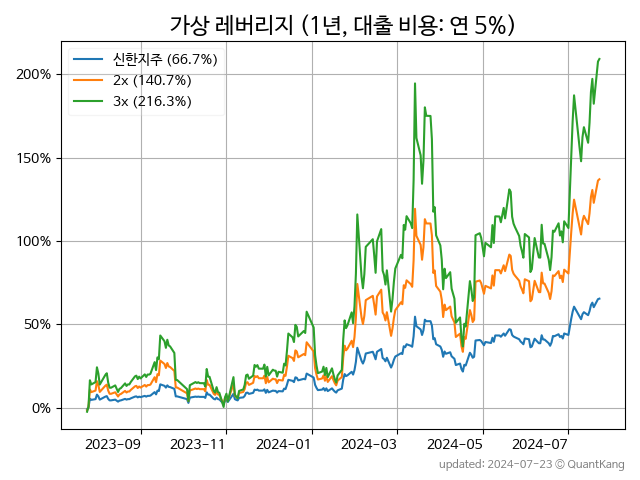 가상 레버리지 (1년, 대출 비용: 연 5%)
신한지주 (66.7%)
2x (140.7%)
3x (216.3%)
200%
150%
100%
50%
0%
2023-09
2023-11
2024-01
2024-03
2024-05
2024-07
updated: 2024-07-23 © QuantKang